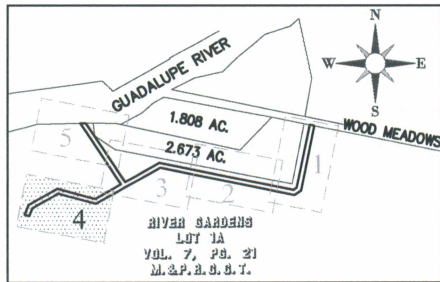 N
GUADALUPE RIVER
W
E
S
1.808 AC.
WOOD MEADOWS
5
2.673 AC.
1
4
3
2
RIVER GARDENS
LOT 1A
VOL. 7, PG. 21
M.&P.R.G.C.T.